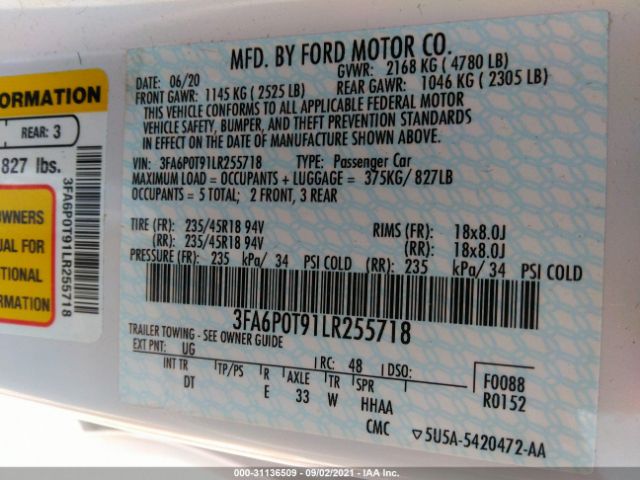 MFD. BY FORD MOTOR CO.
DATE: 06/20
GVWR: 2168 KG ( 4780 LB)
FRONT GAWR: 1145 KG ( 2525 LB)
REAR GAWR: 1046 KG ( 2305 LB)
THIS VEHICLE CONFORMS TO ALL APPLICABLE FEDERAL MOTOR
VEHICLE SAFETY, BUMPER, AND THEFT PREVENTION STANDARDS
IN EFFECT ON THE DATE OF MANUFACTURE SHOWN ABOVE.
VIN: 3FA6P0T91LR255718 TYPE: Passenger Car
MAXIMUM LOAD = OCCUPANTS + LUGGAGE = 375KG/ 827LB
OCCUPANTS = 5 TOTAL; 2 FRONT, 3 REAR
TIRE (FR): 235/45R18 94V RIMS (FR): 18x8.0J
(RR): 235/45R18 94V (RR): 18x8.0J
PRESSURE (FR): 235 kPa/ 34 PSI COLD (RR): 235 kPa/ 34 PSI COLD
3FA6P0T91LR255718
TRAILER TOWING - SEE OWNER GUIDE
EXT PNT: UG RC: 48 DSO: F0088
INT TR TP/PS R AXLE TR SPR R0152
DT E 33 W HHAA
CMC 5U5A-5420472-AA
FORMATION
REAR: 3
827 lbs.
OWNERS
UAL FOR
TIONAL
RMATION
3FA6P0T91LR255718
000-31136509 - 09/02/2021 - IAA Inc.